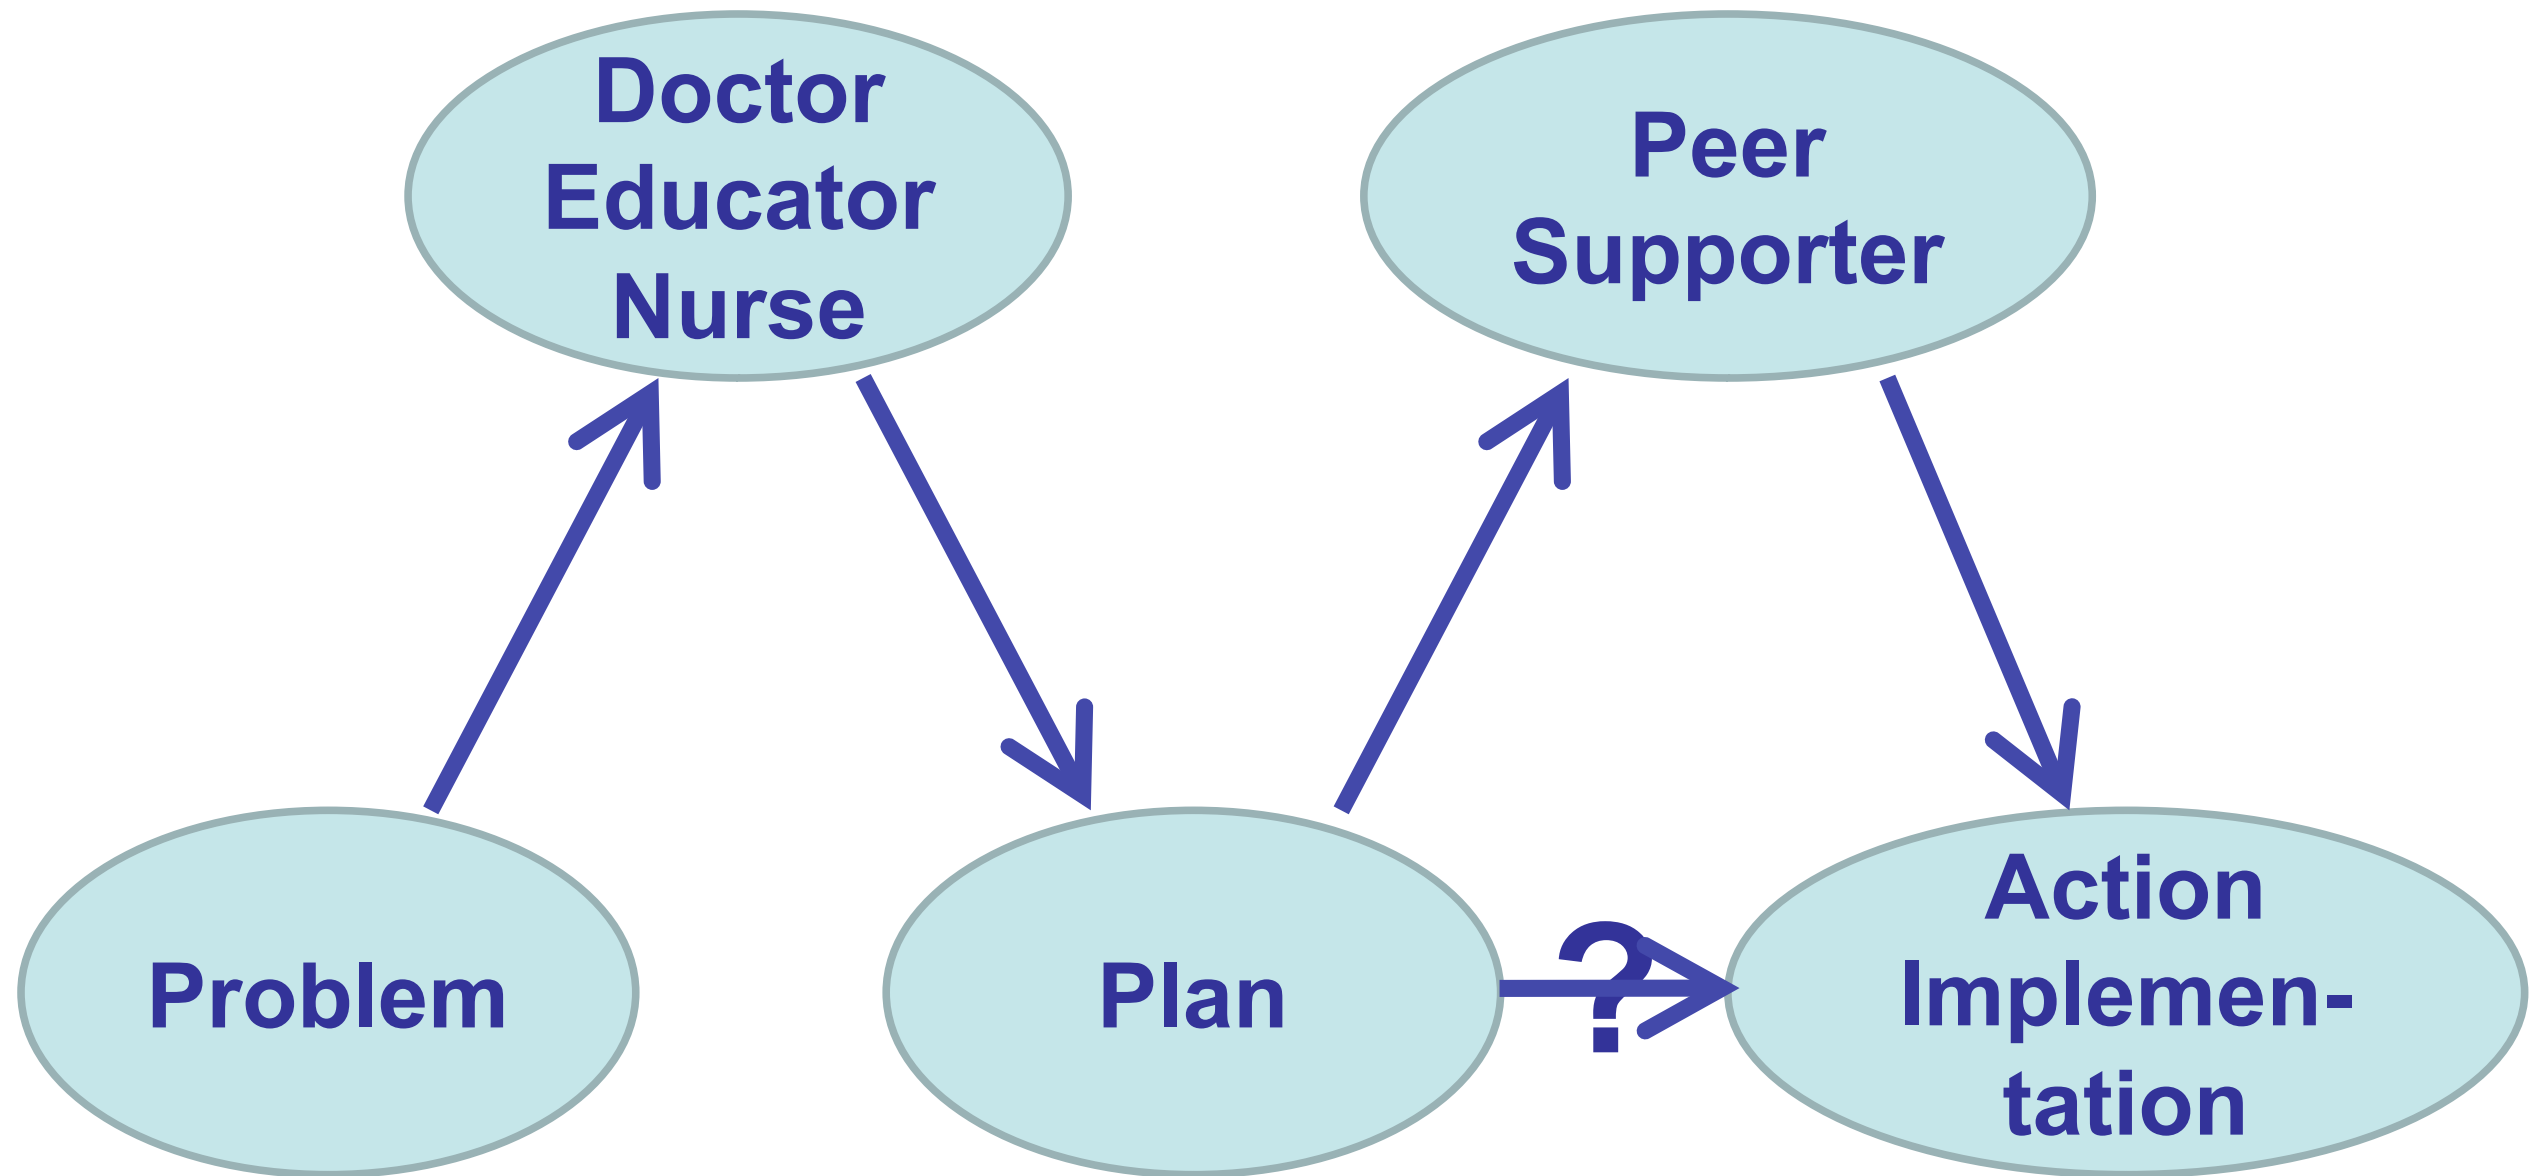 Doctor
Educator
Nurse
Peer
Supporter
Problem
Plan
?
Action
Implemen-
tation